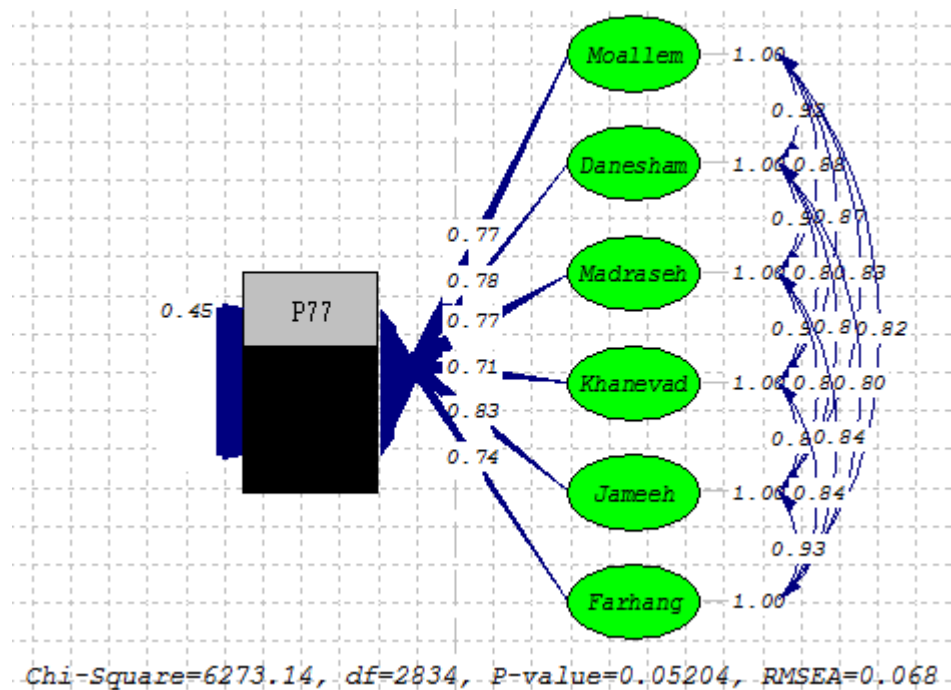 Moallem 1.00
0.92
Danesham 1.00 0.88
0.87
0.77
Madraseh 1.00 0.83
0.78
0.45 P77
0.77
0.82
0.71
Khanevad 1.00 0.80 0.80
0.83
0.84
0.74
Jameeh 1.00 0.84
0.93
Farhang 1.00
Chi-Square=6273.14, df=2834, P-value=0.05204, RMSEA=0.068